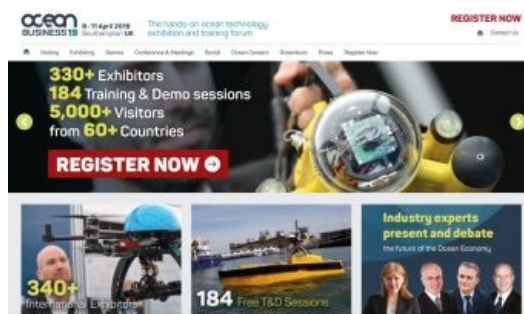 OCEAN
BUSINESS 19
9 - 11 April 2019
Southampton UK
The hands-on ocean technology
exhibition and training forum
REGISTER NOW
Contact Us
Visiting Exhibiting Demos Conference & Meetings Social Ocean Careers Press Register Now
330+ Exhibitors
184 Training & Demo sessions
5,000+ Visitors
from 60+ Countries
REGISTER NOW
340+
International Exhibitors
184 Free T&D Sessions
Industry experts
present and debate
the future of the Ocean Economy